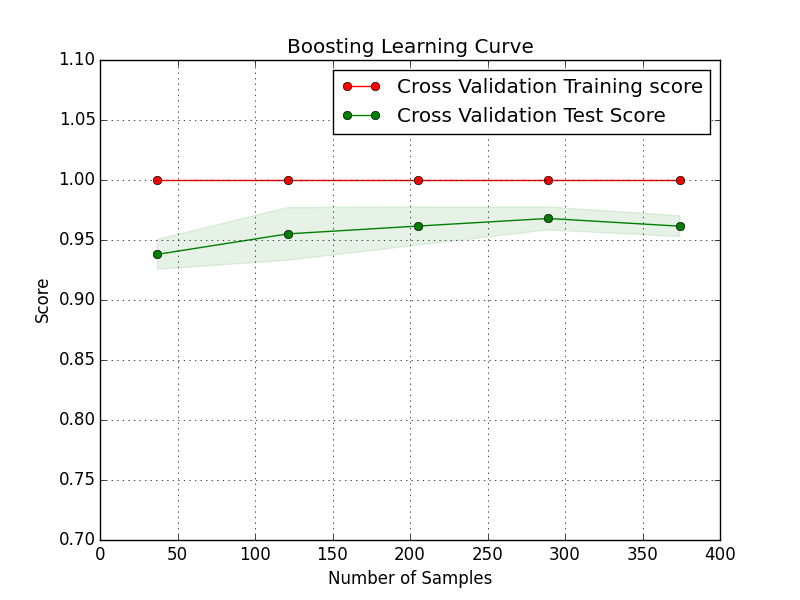 Boosting Learning Curve
Cross Validation Training score
Cross Validation Test Score
1.10
1.05
1.00
0.95
0.90
0.85
0.80
0.75
0.70
Score
0 50 100 150 200 250 300 350 400
Number of Samples